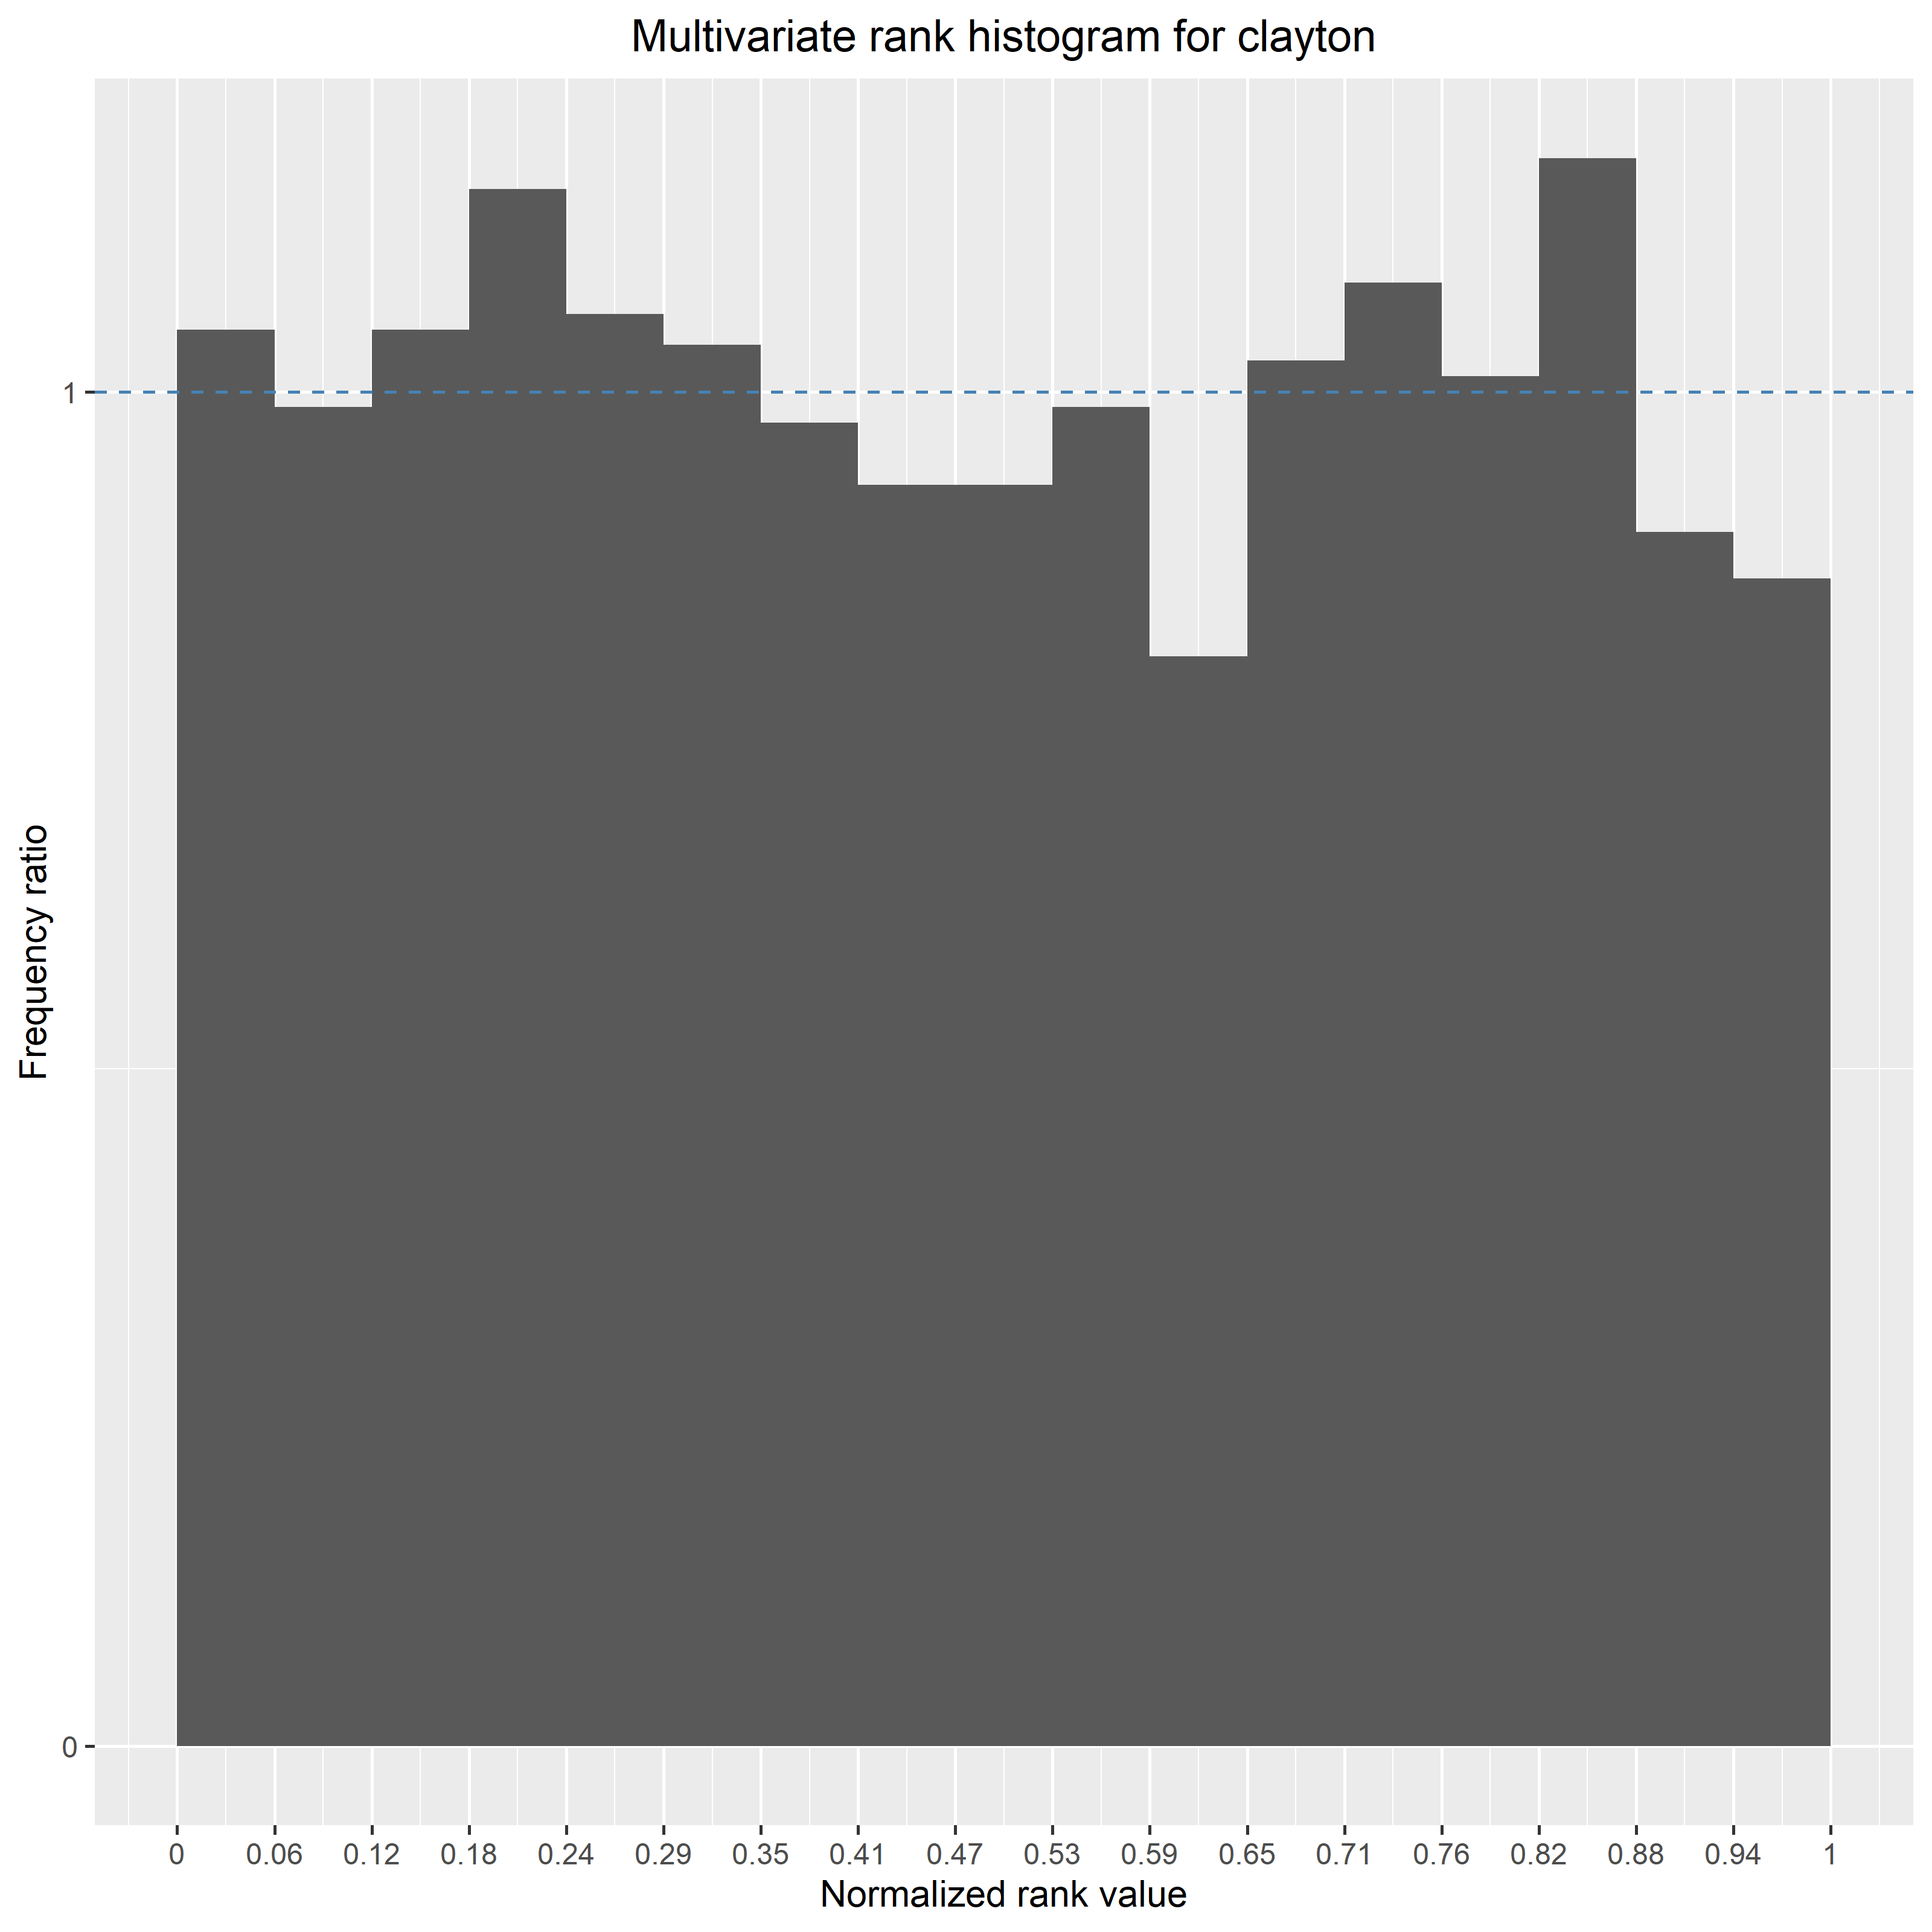 Multivariate rank histogram for clayton
Frequency ratio
1
0
0 0.06 0.12 0.18 0.24 0.29 0.35 0.41 0.47 0.53 0.59 0.65 0.71 0.76 0.82 0.88 0.94 1
Normalized rank value